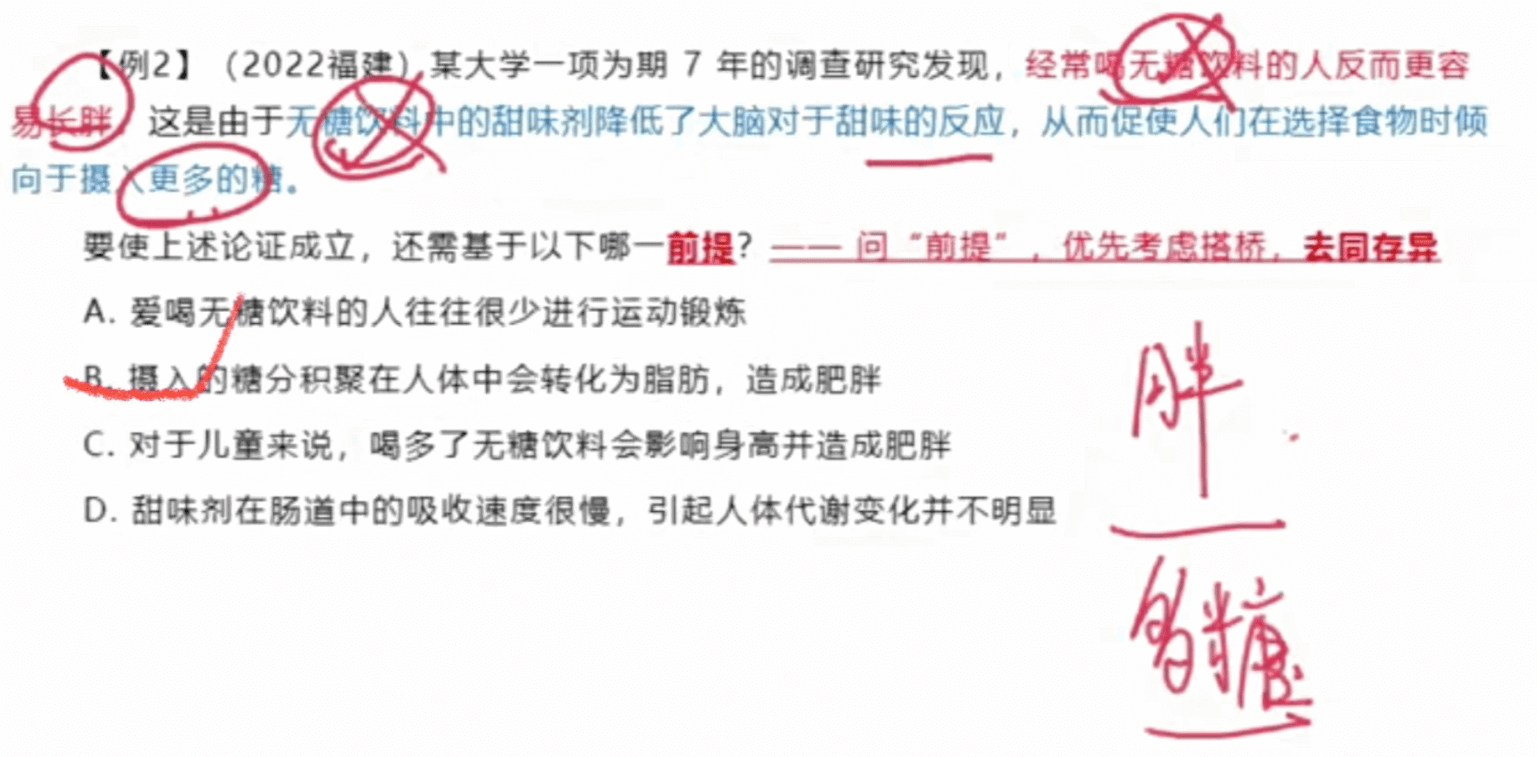 【例2】（2022福建）某大学一项为期 7 年的调查研究发现，经常喝无糖饮料的人反而更容
易长胖，这是由于无糖饮料中的甜味剂降低了大脑对于甜味的反应，从而促使人们在选择食物时倾
向于摄入更多的糖。
要使上述论证成立，还需基于以下哪一前提？ —— 问“前提”，优先考虑搭桥，去同存异
A. 爱喝无糖饮料的人往往很少进行运动锻炼
B. 摄入的糖分积聚在人体中会转化为脂肪，造成肥胖
C. 对于儿童来说，喝多了无糖饮料会影响身高并造成肥胖
D. 甜味剂在肠道中的吸收速度很慢，引起人体代谢变化并不明显
胖
多糖